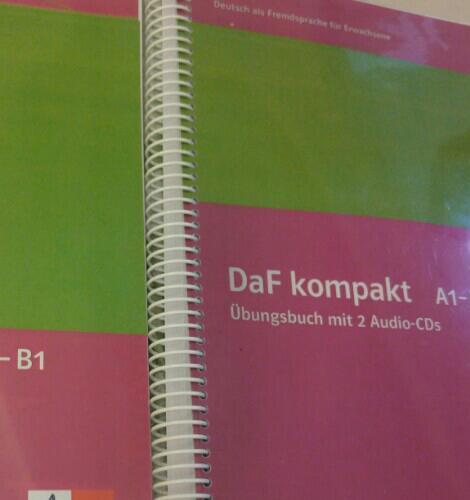 Deutsch als Fremdsprache für Erwachsene
DaF kompakt A1–
Übungsbuch mit 2 Audio-CDs
– B1